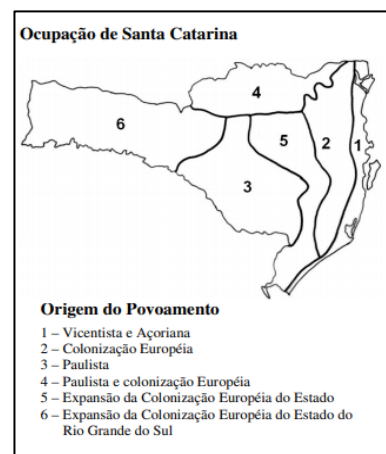 Ocupação de Santa Catarina
4
6
5
2
1
3
Origem do Povoamento
1 – Vicentista e Açoriana
2 – Colonização Européia
3 – Paulista
4 – Paulista e colonização Européia
5 – Expansão da Colonização Européia do Estado
6 – Expansão da Colonização Européia do Estado do
Rio Grande do Sul